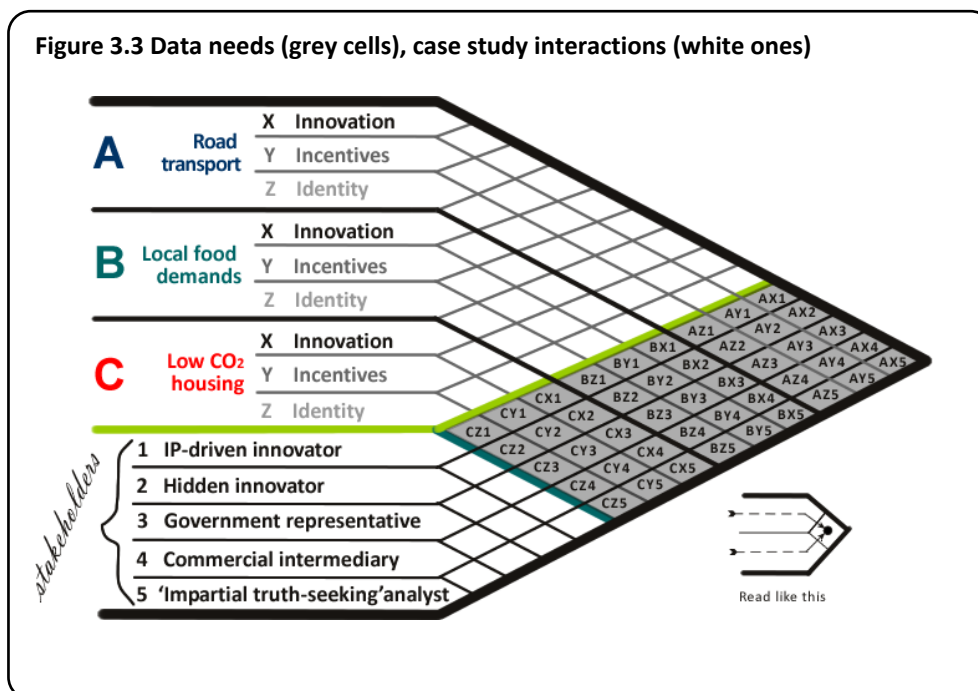 Figure 3.3 Data needs (grey cells), case study interactions (white ones)
A
Road
transport
X Innovation
Y Incentives
Z Identity
B
Local food
demands
X Innovation
Y Incentives
Z Identity
C
Low CO₂
housing
X Innovation
Y Incentives
Z Identity
stakeholders
1 IP-driven innovator
2 Hidden innovator
3 Government representative
4 Commercial intermediary
5 'Impartial truth-seeking'analyst
AX1
AY1 AX2
AZ1 AY2 AX3
BX1 AZ2 AY3 AX4
BY1 BX2 AZ3 AY4 AX5
BZ1 BY2 BX3 AZ4 AY5
CX1 BZ2 BY3 BX4 AZ5
CY1 CX2 BZ3 BY4 BX5
CZ1 CY2 CX3 BZ4 BY5
CZ2 CY3 CX4 BZ5
CZ3 CY4 CX5
CZ4 CY5
CZ5
Read like this